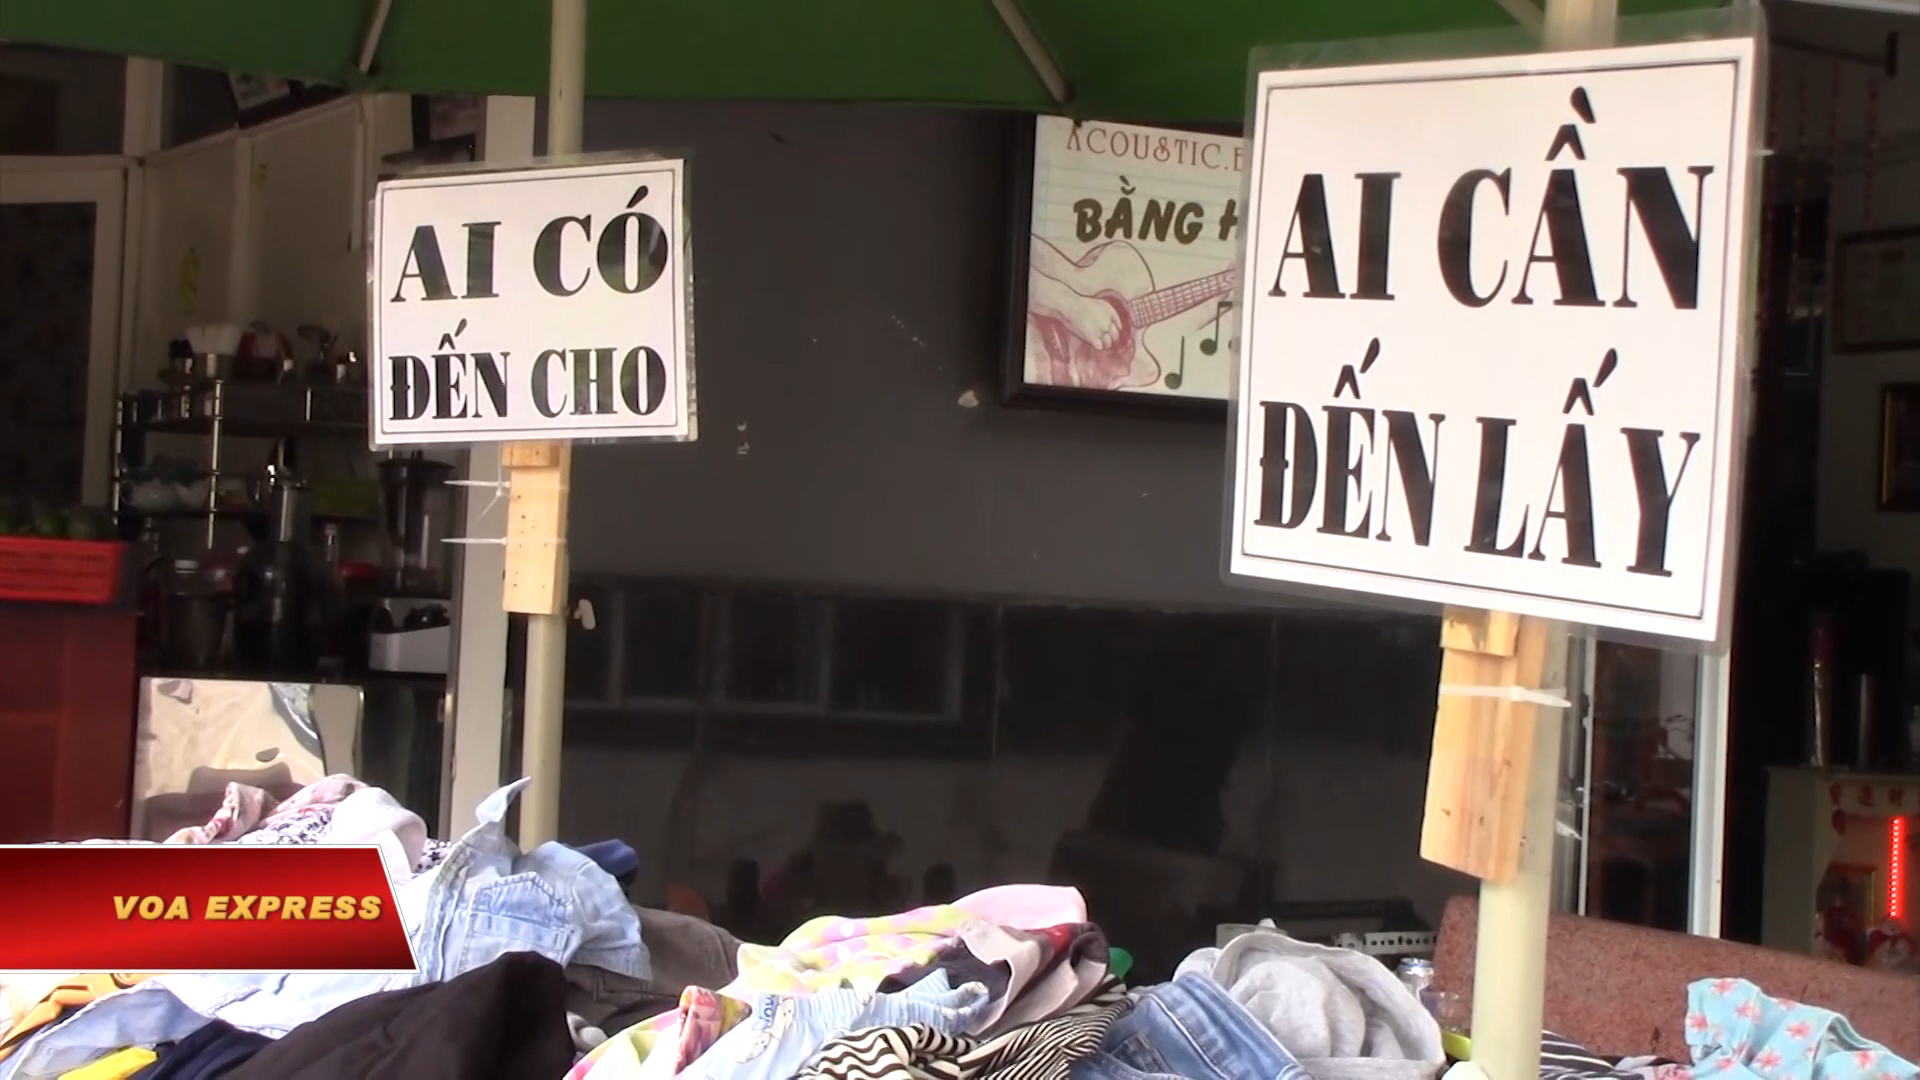 AI CÓ
ĐẾN CHO
ACOUSTIC.
BẰNG
AI CẦN
ĐẾN LẤY
VOA EXPRESS